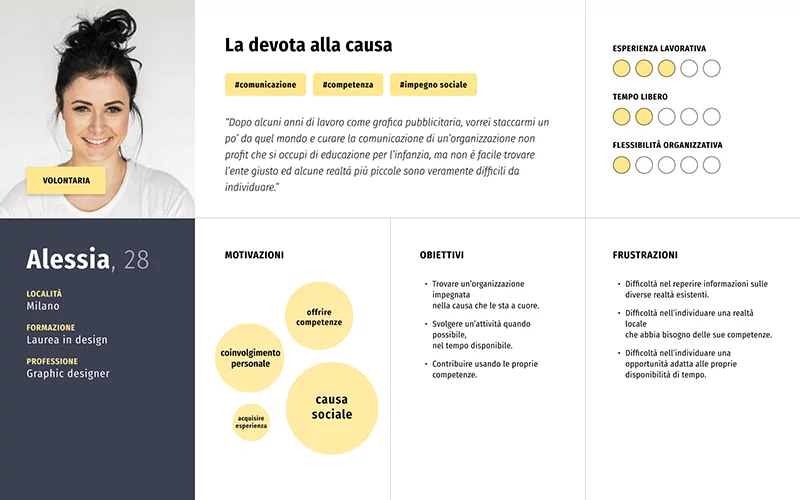 VOLONTARIA
La devota alla causa
#comunicazione
#competenza
#impegno sociale
“Dopo alcuni anni di lavoro come grafica pubblicitaria, vorrei staccarmi un
po’ da quel mondo e curare la comunicazione di un’organizzazione non
profit che si occupi di educazione per l’infanzia, ma non è facile trovare
l’ente giusto ed alcune realtà più piccole sono veramente difficili da
individuare.”
ESPERIENZA LAVORATIVA
TEMPO LIBERO
FLESSIBILITÀ ORGANIZZATIVA
Alessia, 28
LOCALITÀ
Milano
FORMAZIONE
Laurea in design
PROFESSIONE
Graphic designer
MOTIVAZIONI
offrire
competenze
coinvolgimento
personale
causa
sociale
acquisire
esperienza
OBIETTIVI
• Trovare un’organizzazione
impegnata
nella causa che le sta a cuore.
• Svolgere un’attività quando
possibile,
nel tempo disponibile.
• Contribuire usando le proprie
competenze.
FRUSTRAZIONI
• Difficoltà nel reperire informazioni sulle
diverse realtà esistenti.
• Difficoltà nell’individuare una realtà
locale
che abbia bisogno delle sue competenze.
• Difficoltà nell’individuare una
opportunità adatta alle proprie
disponibilità di tempo.